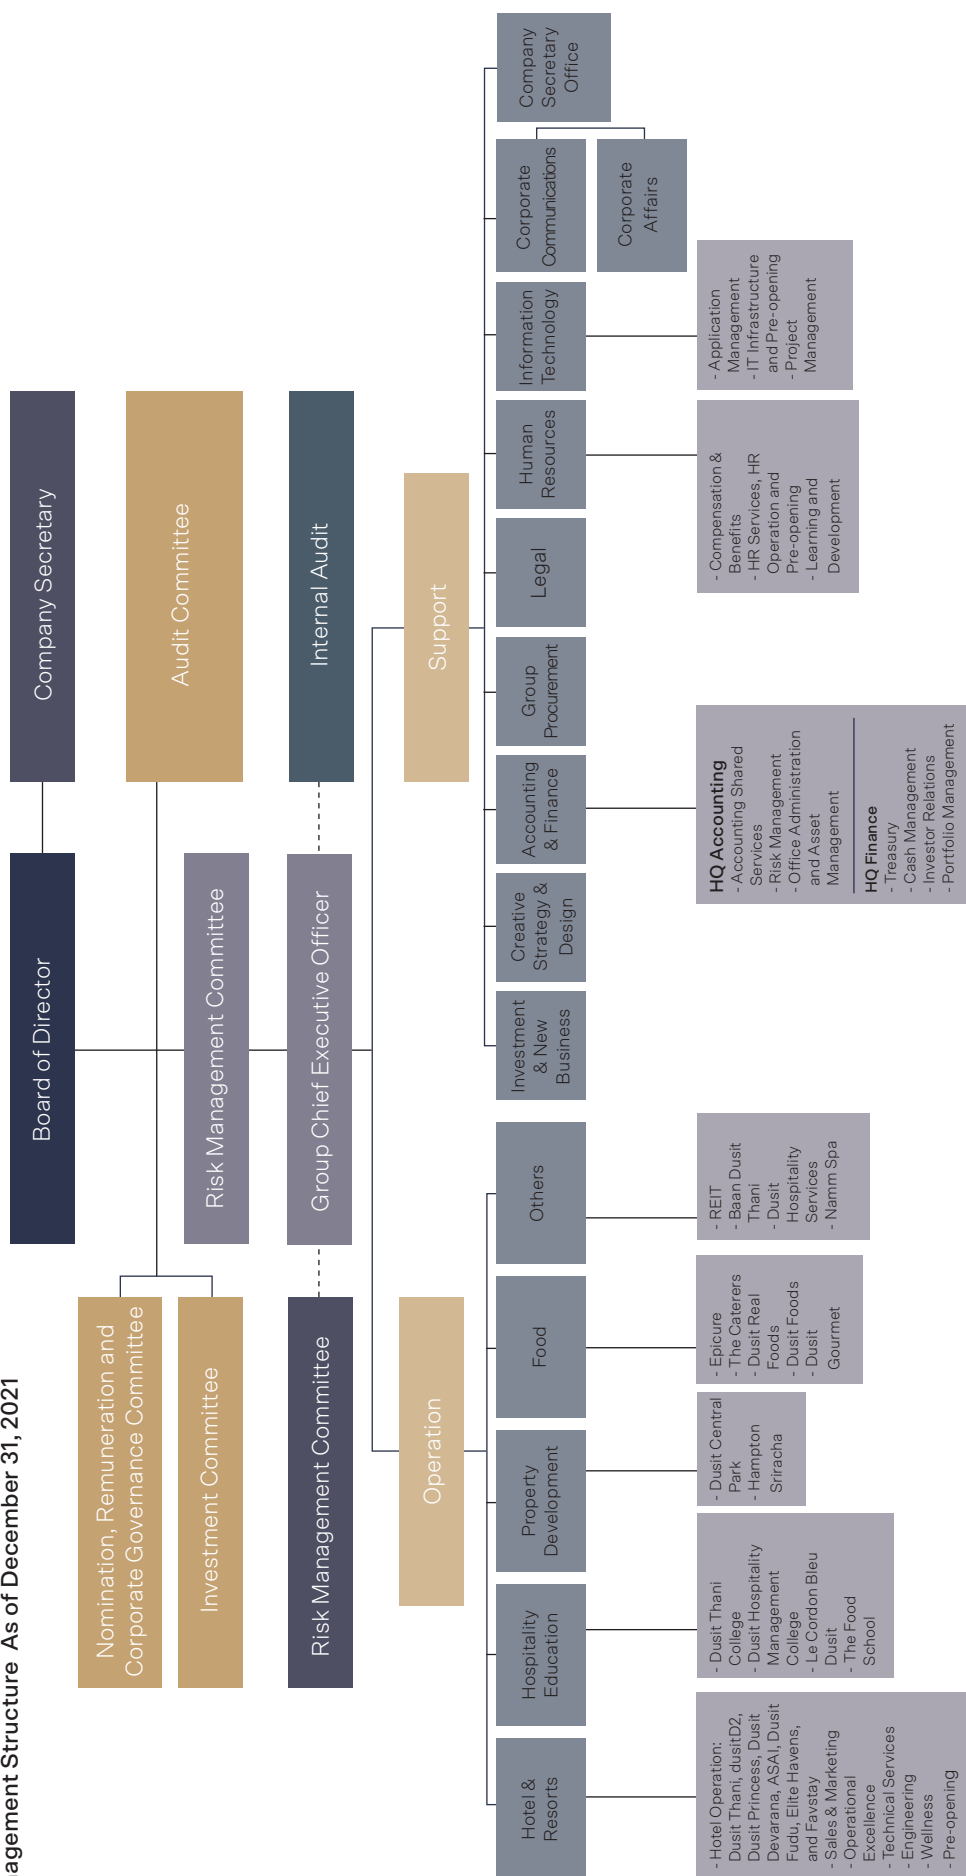 agement Structure As of December 31, 2021
Board of Director
Company Secretary
Nomination, Remuneration and
Corporate Governance Committee
Audit Committee
Investment Committee
Risk Management Committee
Risk Management Committee
Group Chief Executive Officer
Internal Audit
Operation
Support
Hotel &
Resorts
Hospitality
Education
Property
Development
Food
Others
Investment
& New
Business
Creative
Strategy &
Design
Accounting
& Finance
Group
Procurement
Legal
Human
Resources
Information
Technology
Corporate
Communications
Company
Secretary
Office
Corporate
Affairs
- Hotel Operation:
Dusit Thani, dusitD2,
Dusit Princess, Dusit
Devarana, ASAI, Dusit
Fudu, Elite Havens,
and Favstay
- Sales & Marketing
Operational
Excellence
- Technical Services
- Engineering
- Wellness
- Pre-opening
- Dusit Thani
College
- Dusit Hospitality
Management
College
- Le Cordon Bleu
Dusit
- The Food
School
- Dusit Central
Park
- Hampton
Sriracha
- Epicure
- The Caterers
- Dusit Real
Foods
- Dusit Foods
- Dusit
Gourmet
- REIT
- Baan Dusit
Thani
- Dusit
Hospitality
Services
- Namm Spa
HQ Accounting
- Accounting Shared
Services
- Risk Management
- Office Administration
and Asset
Management
HQ Finance
- Treasury
- Cash Management
- Investor Relations
- Portfolio Management
- Compensation &
Benefits
- HR Services, HR
Operation and
Pre-opening
- Learning and
Development
- Application
Management
- IT Infrastructure
and Pre-opening
- Project
Management